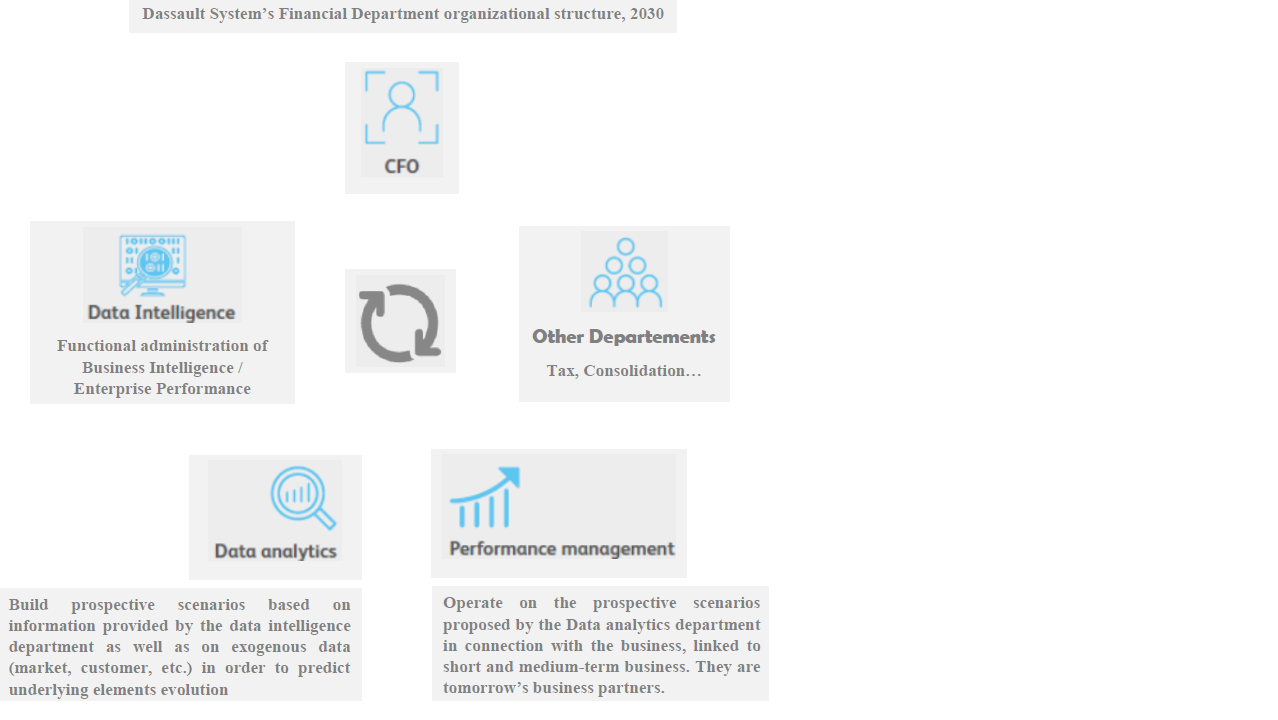 Dassault System’s Financial Department organizational structure, 2030
CFO
Data Intelligence
Functional administration of
Business Intelligence /
Enterprise Performance
Other Departements
Tax, Consolidation…
Data analytics
Build prospective scenarios based on
information provided by the data intelligence
department as well as on exogenous data
(market, customer, etc.) in order to predict
underlying elements evolution
Performance management
Operate on the prospective scenarios
proposed by the Data analytics department
in connection with the business, linked to
short and medium-term business. They are
tomorrow’s business partners.